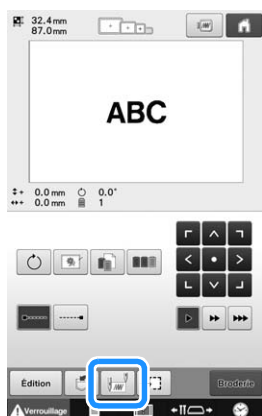 32.4 mm
87.0 mm
ABC
0.0 mm 0.0°
0.0 mm 1
Édition
Broderie
Verrouillage